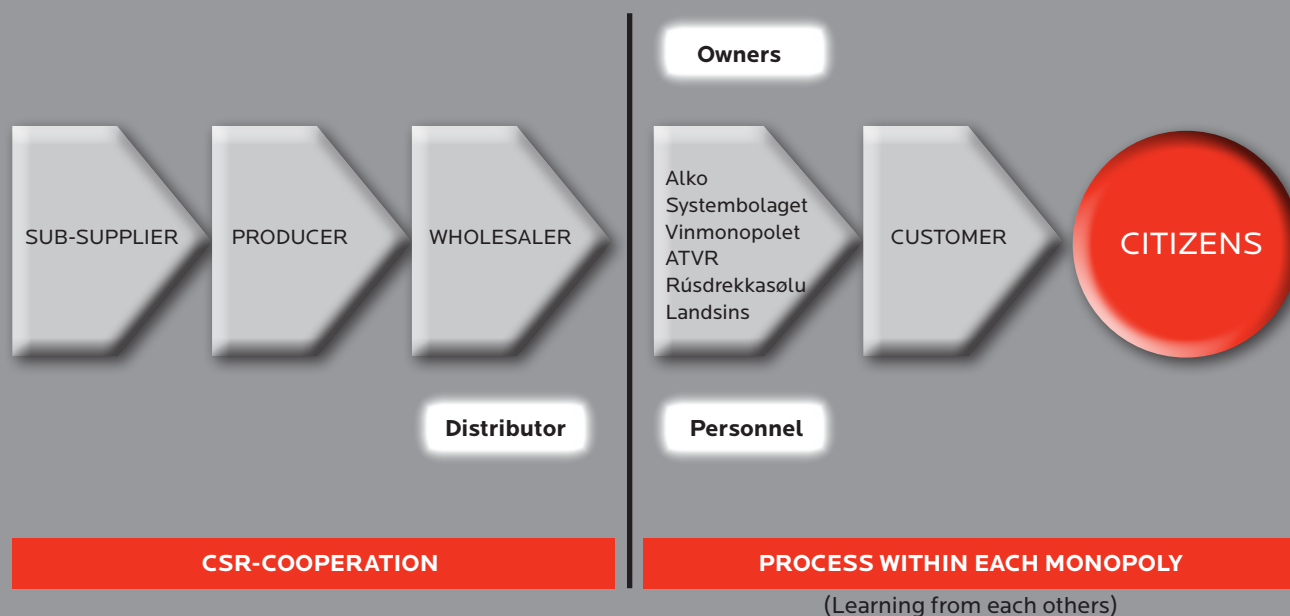 Owners
SUB-SUPPLIER
PRODUCER
WHOLESALER
Alko
Systembolaget
Vinmonopolet
ATVR
Rúsdrekkasølu
Landsins
CUSTOMER
CITIZENS
Distributor
Personnel
CSR-COOPERATION
PROCESS WITHIN EACH MONOPOLY
(Learning from each others)